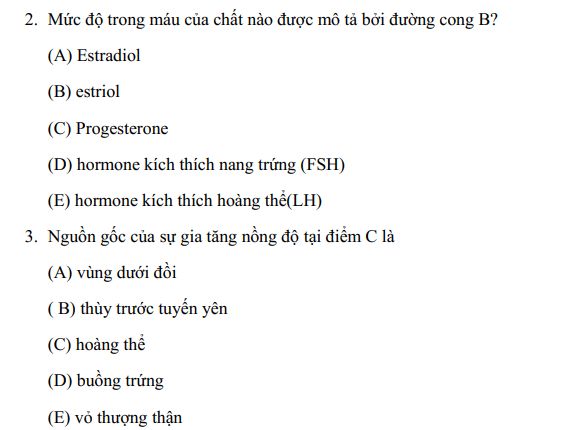 2. Mức độ trong máu của chất nào được mô tả bởi đường cong B?
(A) Estradiol
(B) estriol
(C) Progesterone
(D) hormone kích thích nang trứng (FSH)
(E) hormone kích thích hoàng thể(LH)
3. Nguồn gốc của sự gia tăng nồng độ tại điểm C là
(A) vùng dưới đồi
( B) thùy trước tuyến yên
(C) hoàng thể
(D) buồng trứng
(E) vỏ thượng thận